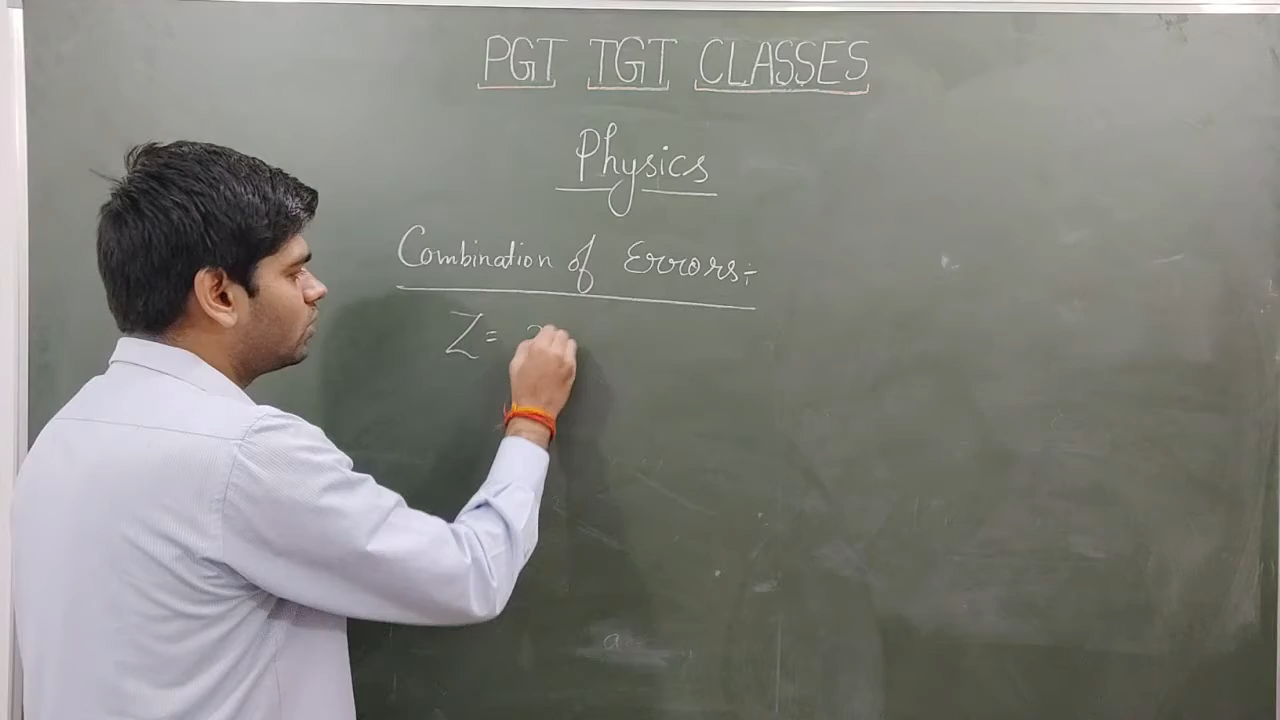 PGT TGT CLASSES
Physics
Combination of Errors:-
Z =